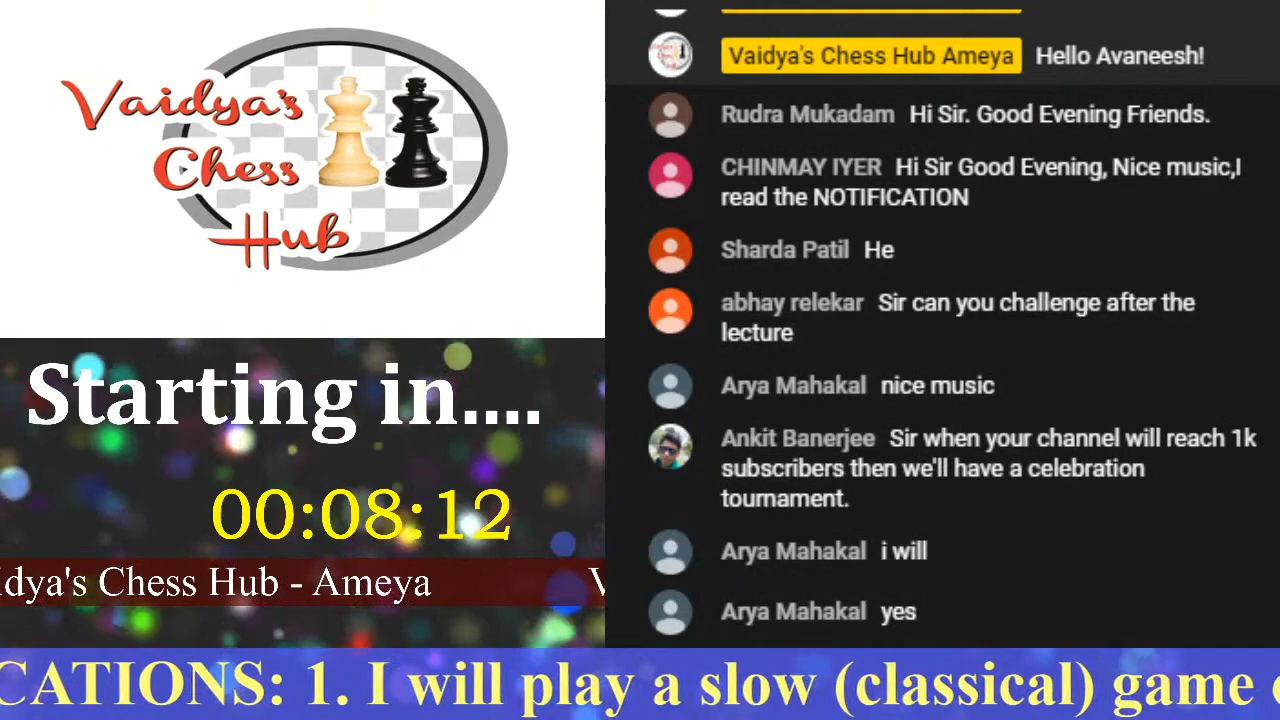 Vaidya's
Chess
Hub
Starting in....
00:08:12
dya's Chess Hub - Ameya
CATIONS: 1. I will play a slow (classical) game
Vaidya's Chess Hub Ameya Hello Avaneesh!
Rudra Mukadam Hi Sir. Good Evening Friends.
CHINMAY IYER Hi Sir Good Evening, Nice music,I
read the NOTIFICATION
Sharda Patil He
abhay relekar Sir can you challenge after the
lecture
Arya Mahakal nice music
Ankit Banerjee Sir when your channel will reach 1k
subscribers then we'll have a celebration
tournament.
Arya Mahakal i will
Arya Mahakal yes